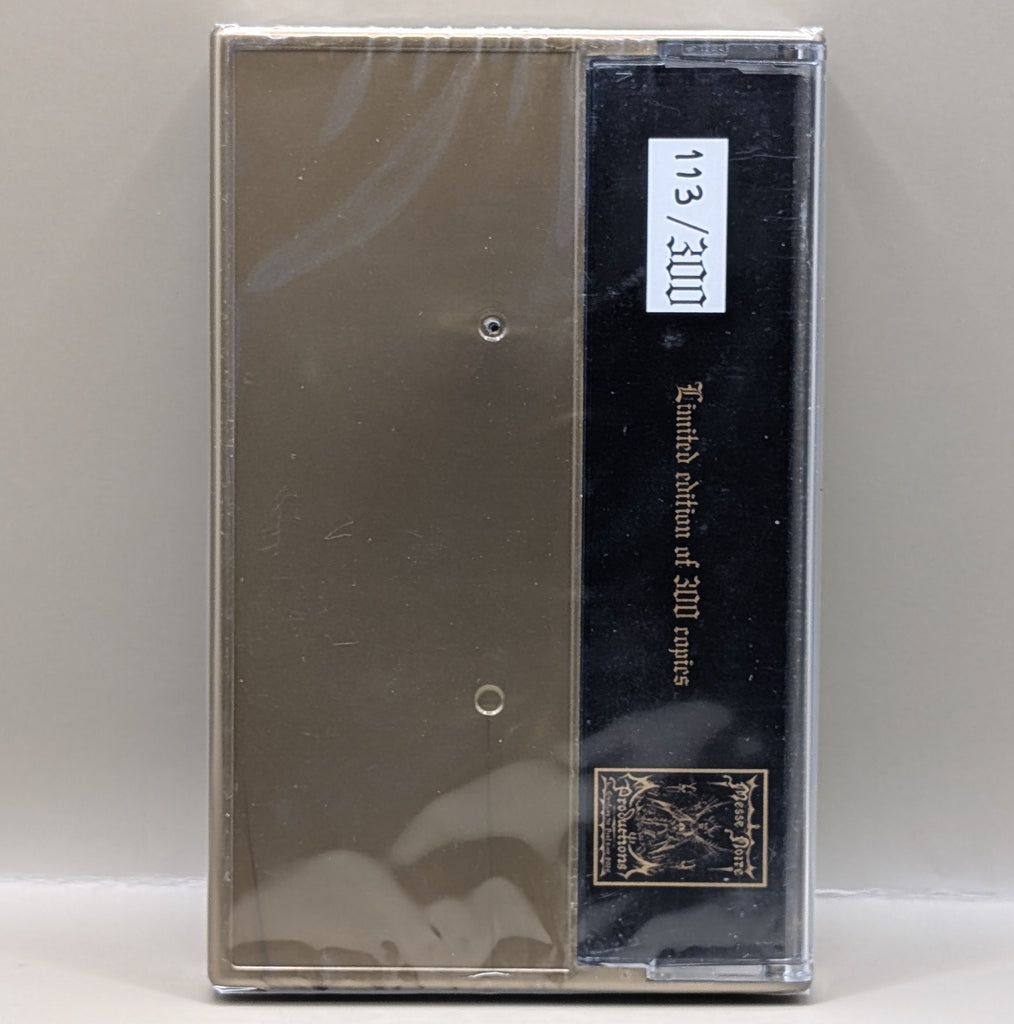 113 / 300
Limited edition of 300 copies
Messe Noire
Productions